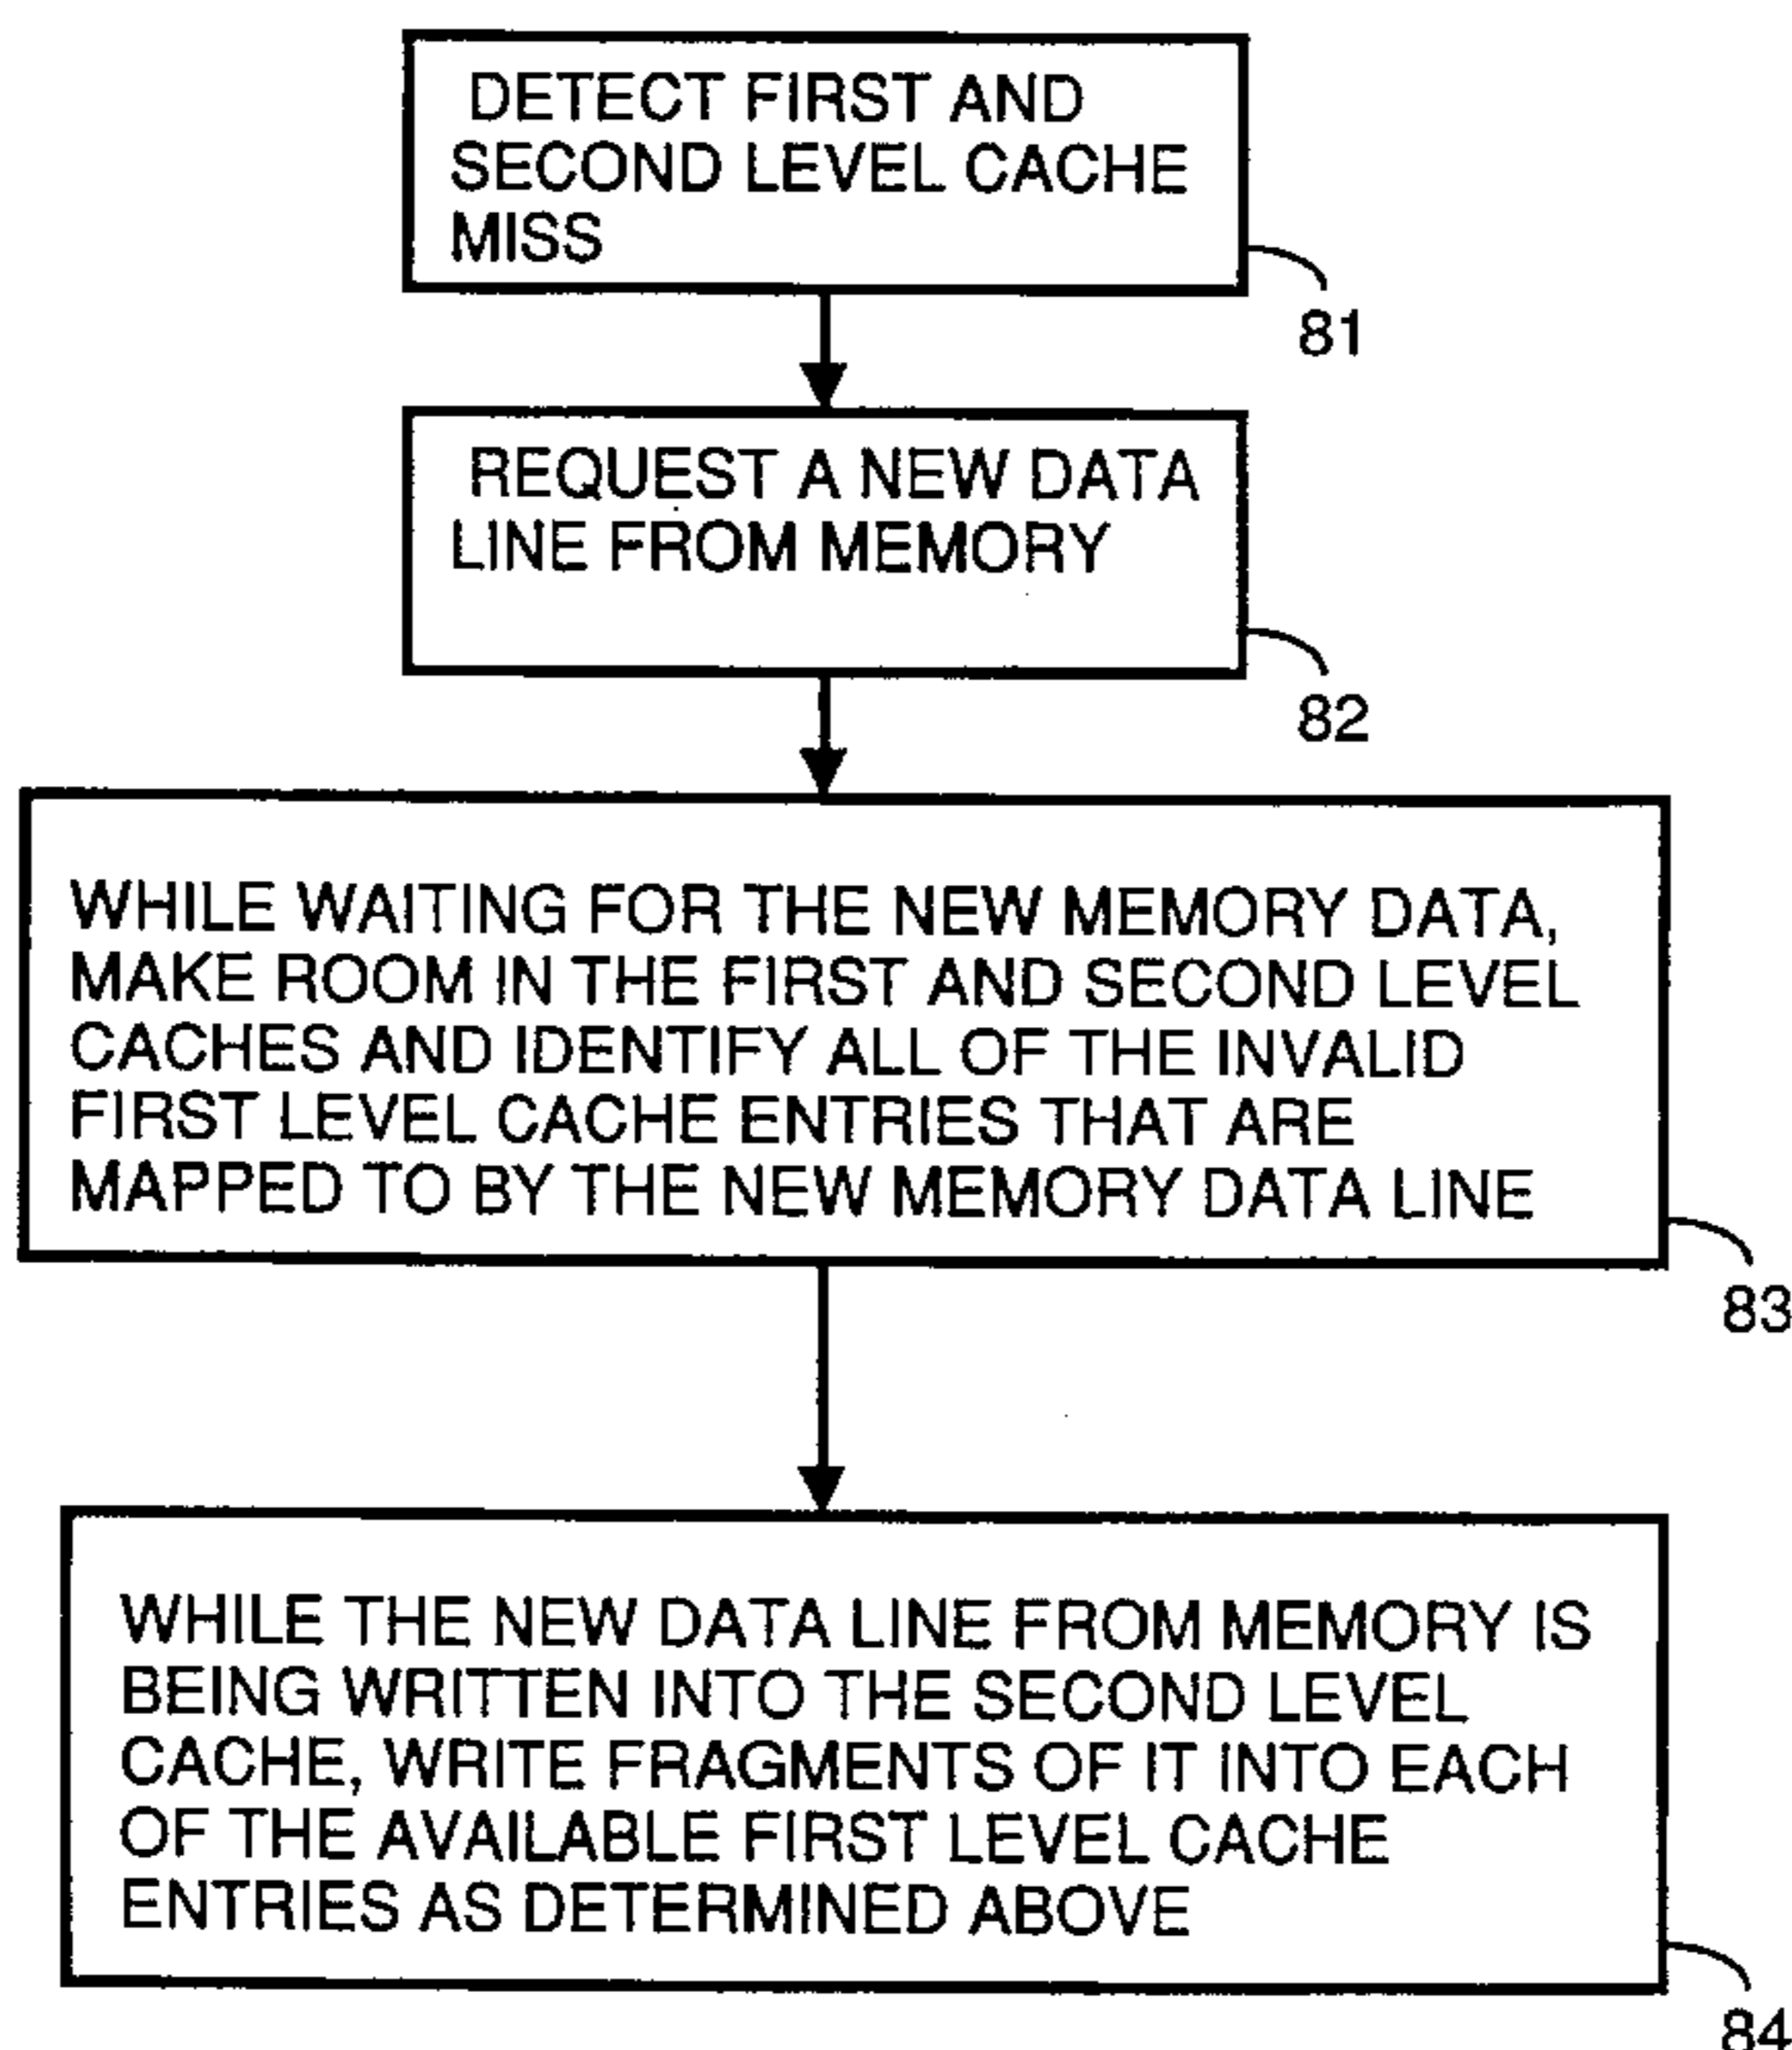 DETECT FIRST AND
SECOND LEVEL CACHE
MISS
81
REQUEST A NEW DATA
LINE FROM MEMORY
82
WHILE WAITING FOR THE NEW MEMORY DATA,
MAKE ROOM IN THE FIRST AND SECOND LEVEL
CACHES AND IDENTIFY ALL OF THE INVALID
FIRST LEVEL CACHE ENTRIES THAT ARE
MAPPED TO BY THE NEW MEMORY DATA LINE
83
WHILE THE NEW DATA LINE FROM MEMORY IS
BEING WRITTEN INTO THE SECOND LEVEL
CACHE, WRITE FRAGMENTS OF IT INTO EACH
OF THE AVAILABLE FIRST LEVEL CACHE
ENTRIES AS DETERMINED ABOVE
84